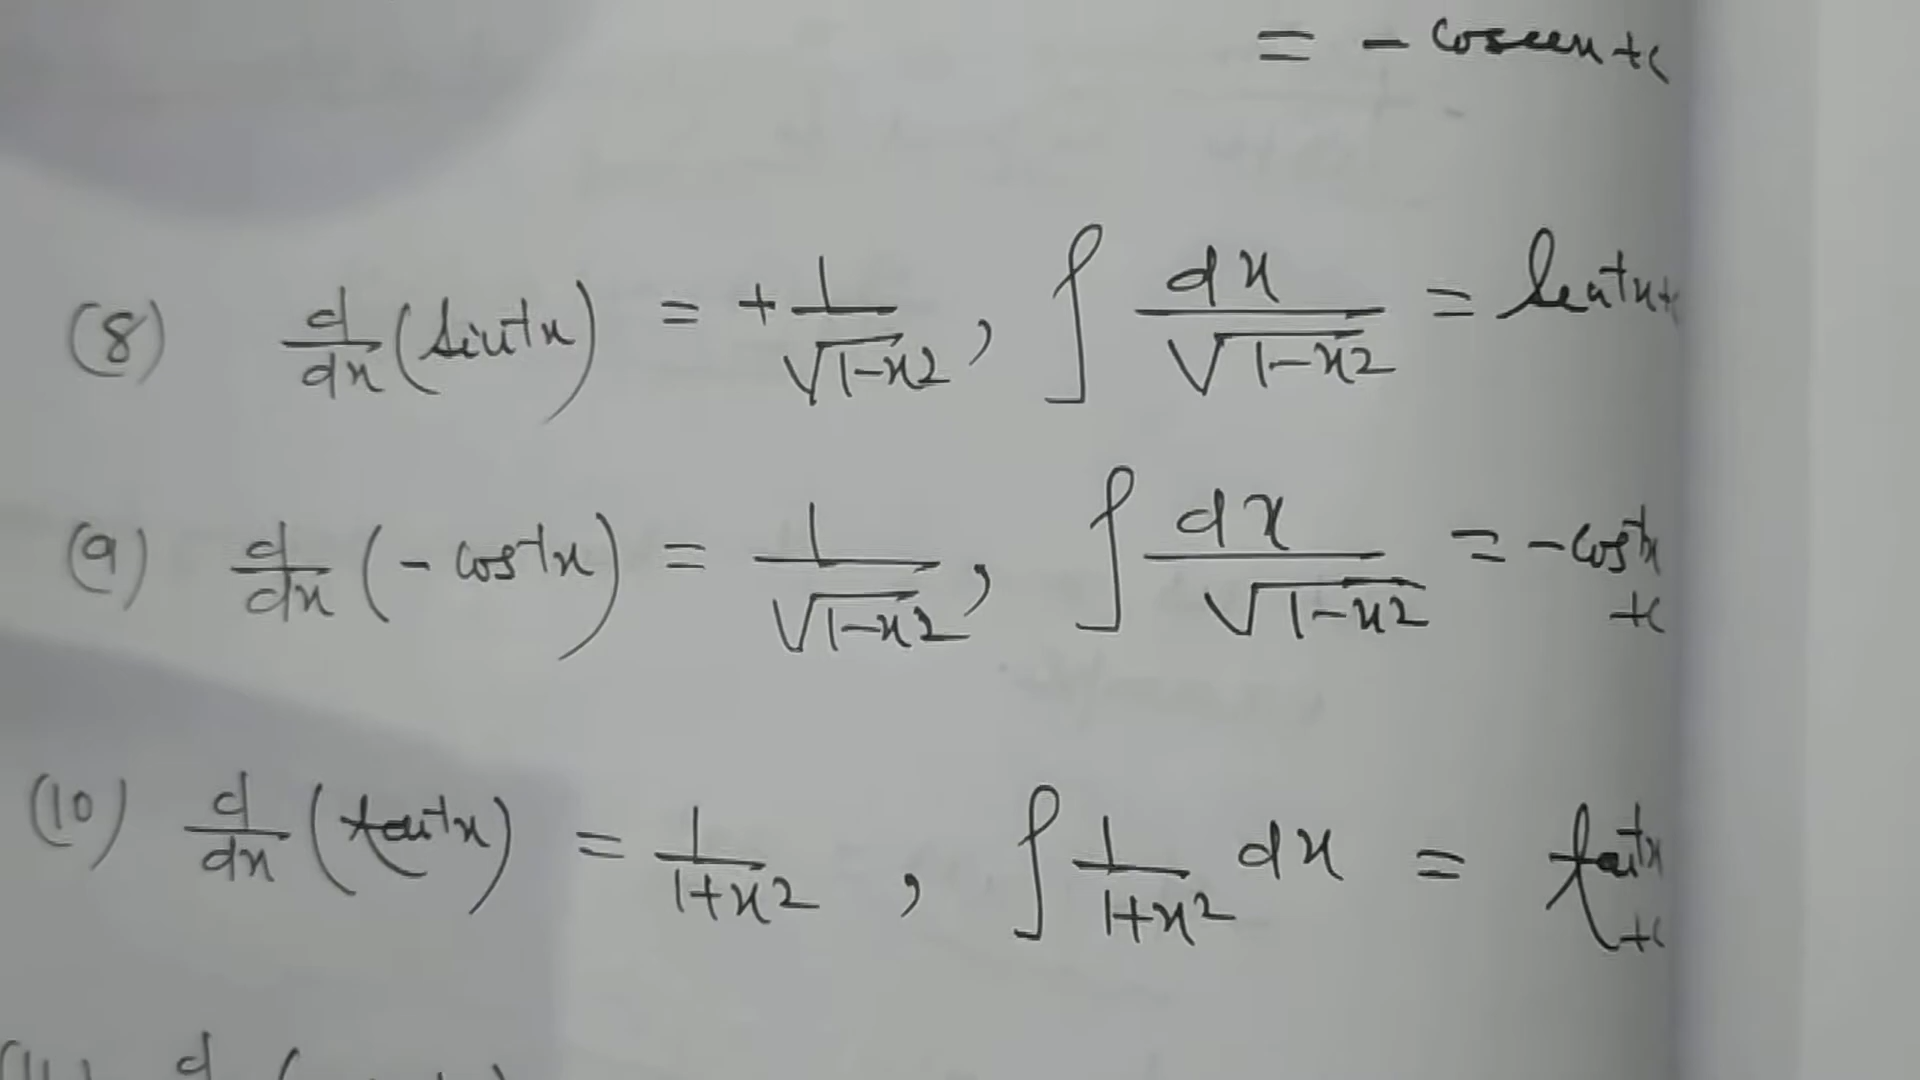 = - cosec x + c
(8) d/dx (sin⁻¹x) = + 1/√(1-x²), ∫ dx/√(1-x²) = sin⁻¹x +
(9) d/dx (- cos⁻¹x) = 1/√(1-x²), ∫ dx/√(1-x²) = - cos⁻¹x
+c
(10) d/dx (tan⁻¹x) = 1/(1+x²), ∫ 1/(1+x²) dx = tan⁻¹x
+c
d (